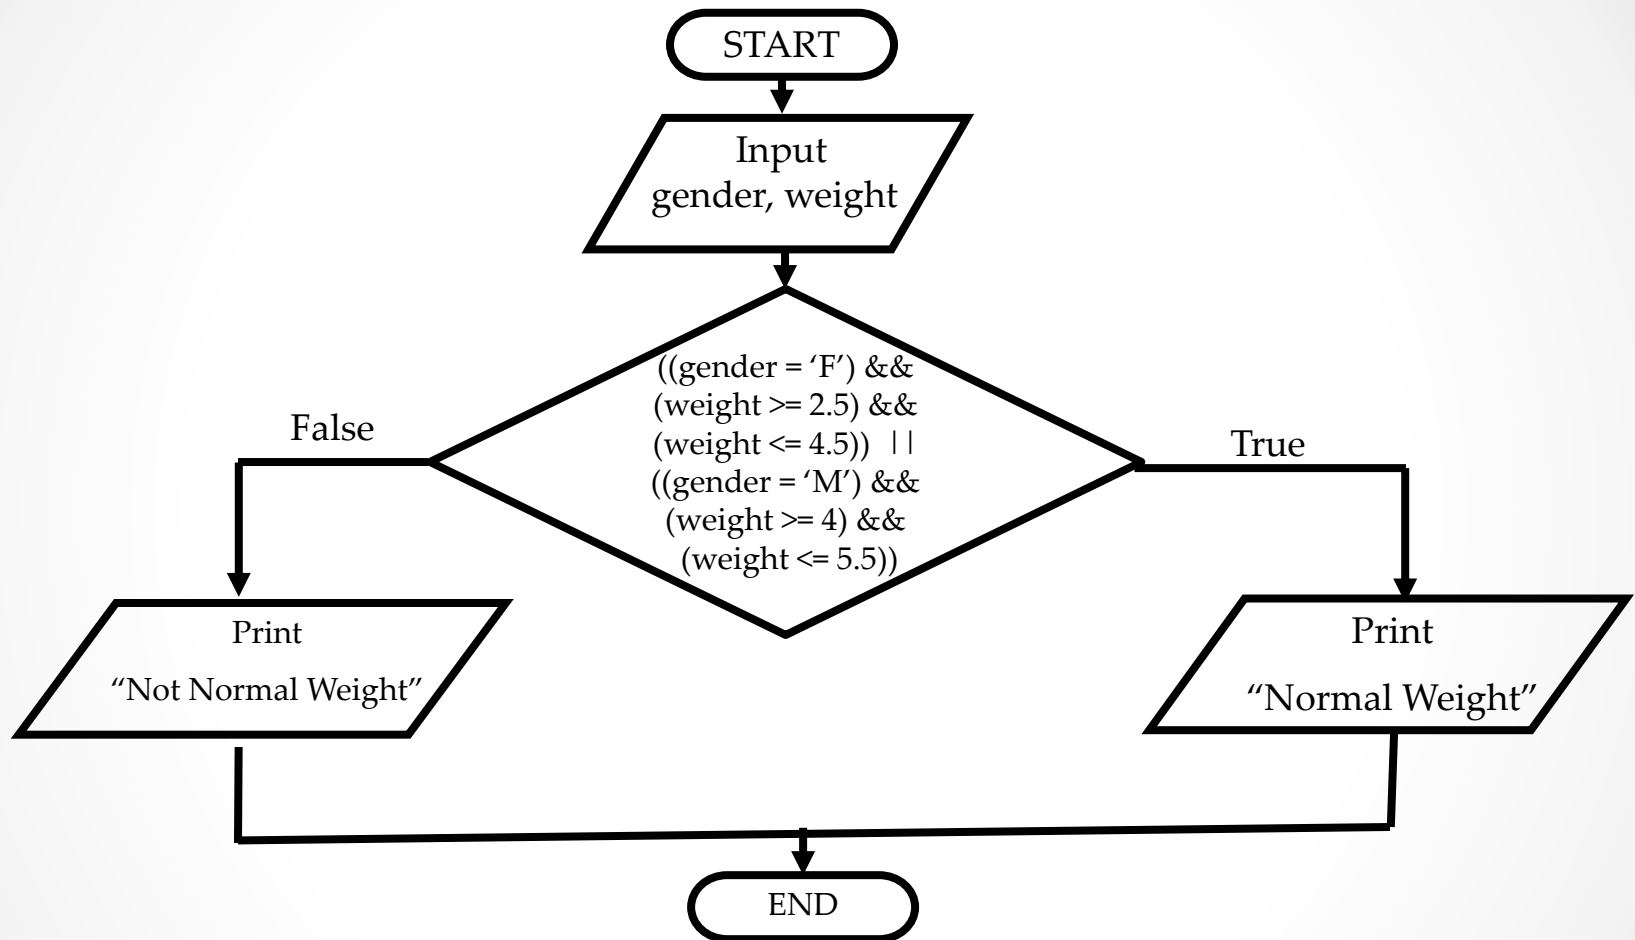 START
Input
gender, weight
((gender = ‘F’) &&
(weight >= 2.5) &&
(weight <= 4.5))  ||
((gender = ‘M’) &&
(weight >= 4) &&
(weight <= 5.5))
False
True
Print
“Not Normal Weight”
Print
“Normal Weight”
END